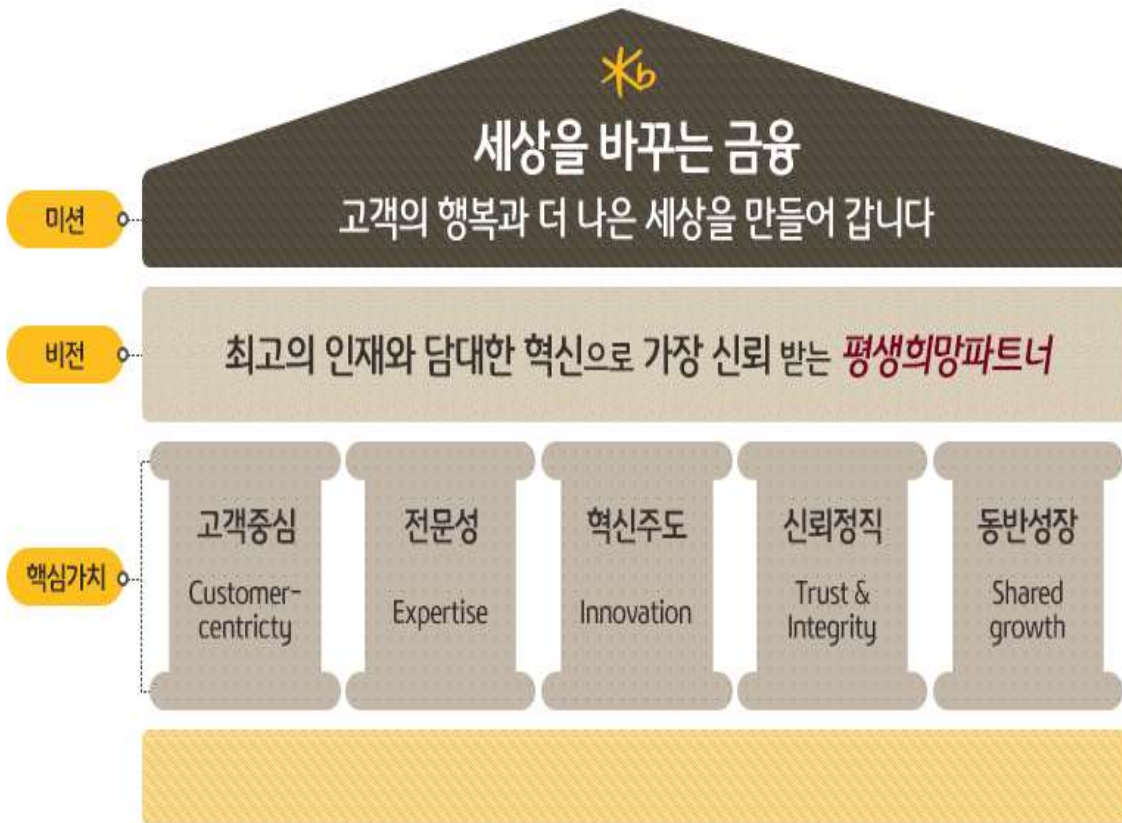 Kb
세상을 바꾸는 금융
고객의 행복과 더 나은 세상을 만들어 갑니다
미션
최고의 인재와 담대한 혁신으로 가장 신뢰 받는 평생희망파트너
비전
핵심가치
고객중심
Customer-
centricty
전문성
Expertise
혁신주도
Innovation
신뢰정직
Trust &
Integrity
동반성장
Shared
growth